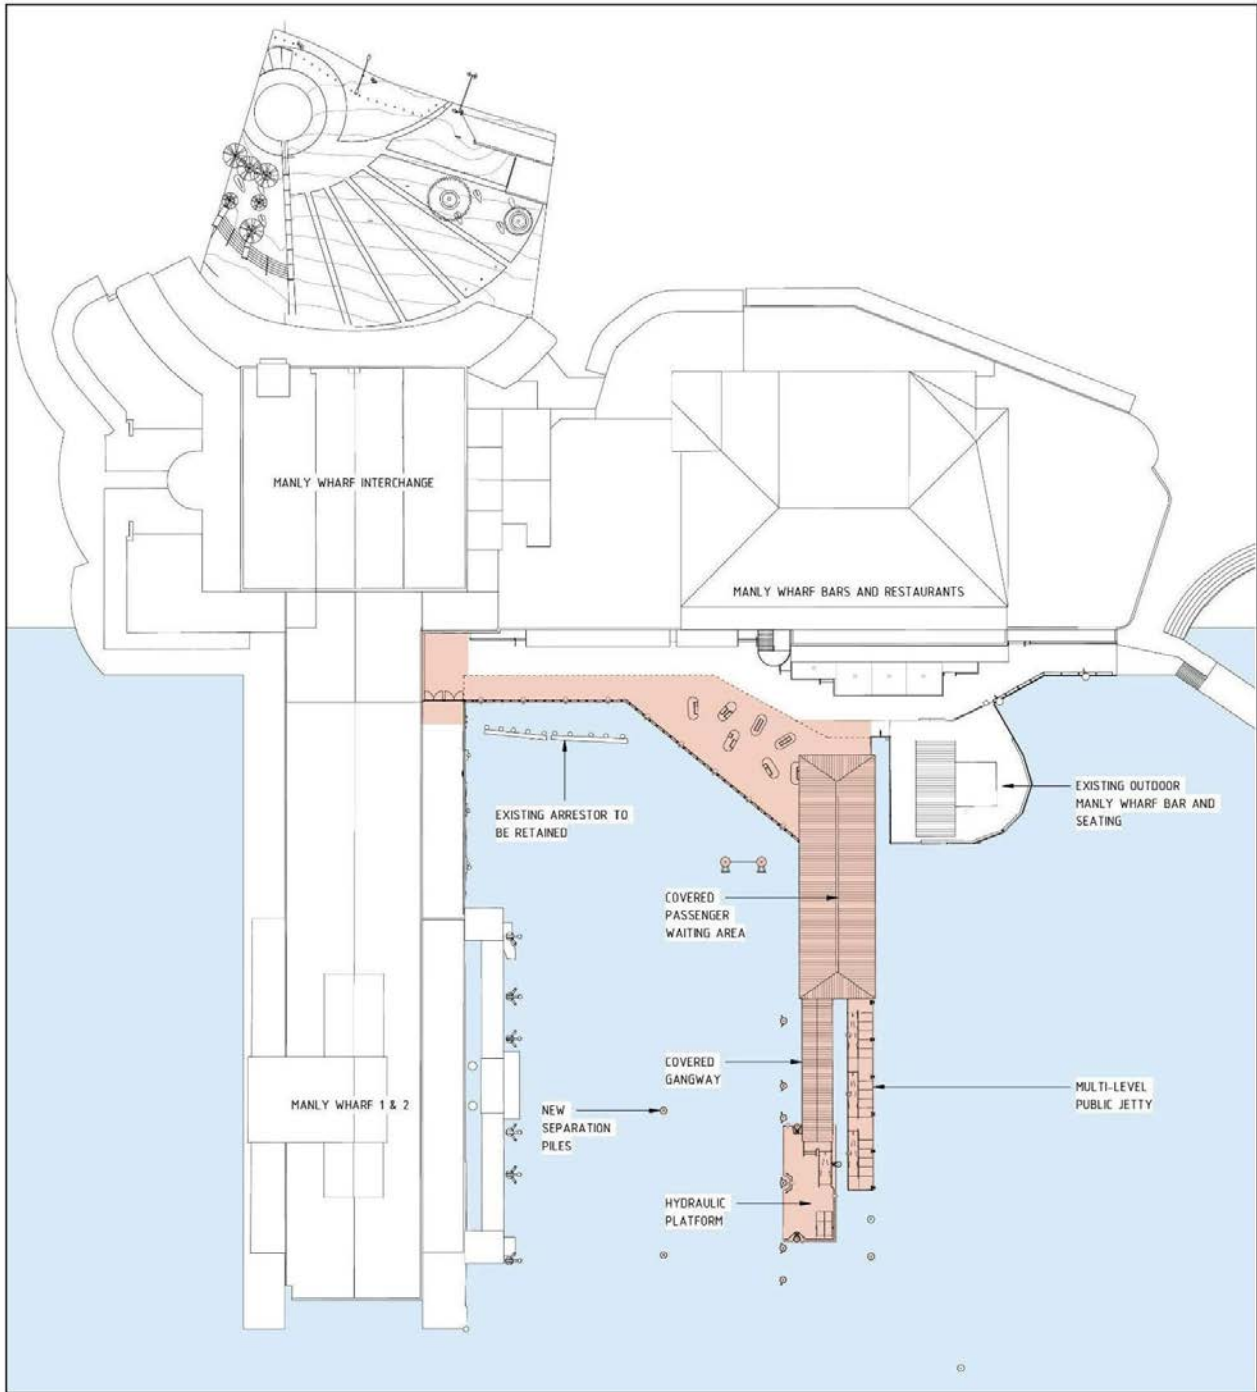 MANLY WHARF INTERCHANGE
MANLY WHARF BARS AND RESTAURANTS
EXISTING OUTDOOR
MANLY WHARF BAR AND
SEATING
EXISTING ARRESTOR TO
BE RETAINED
COVERED
PASSENGER
WAITING AREA
COVERED
GANGWAY
MULTI-LEVEL
PUBLIC JETTY
MANLY WHARF 1 & 2
NEW
SEPARATION
PILES
HYDRAULIC
PLATFORM